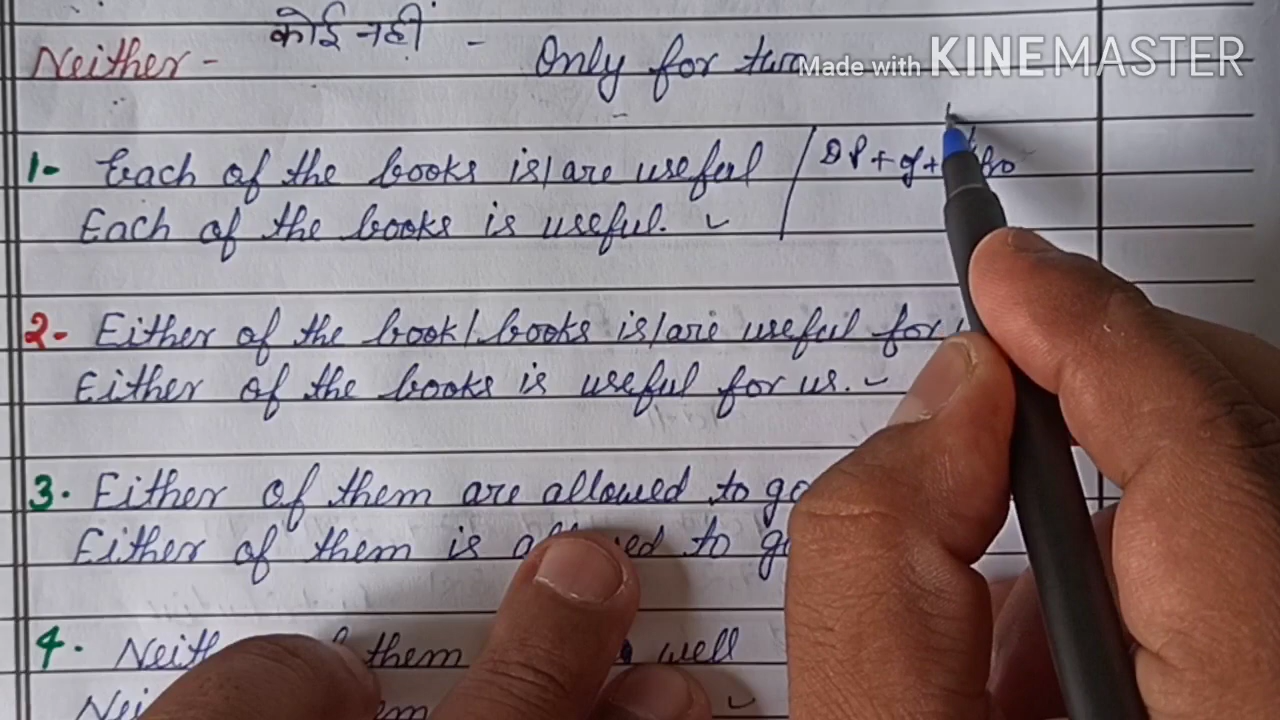 Neither - कोई नहीं - Only for two
Made with KINEMASTER
1- Each of the books is/are useful / DP + of +
Each of the books is useful.
2- Either of the book/books is/are useful for
Either of the books is useful for us.
3. Either of them are allowed to go
Either of them is to
4. them well